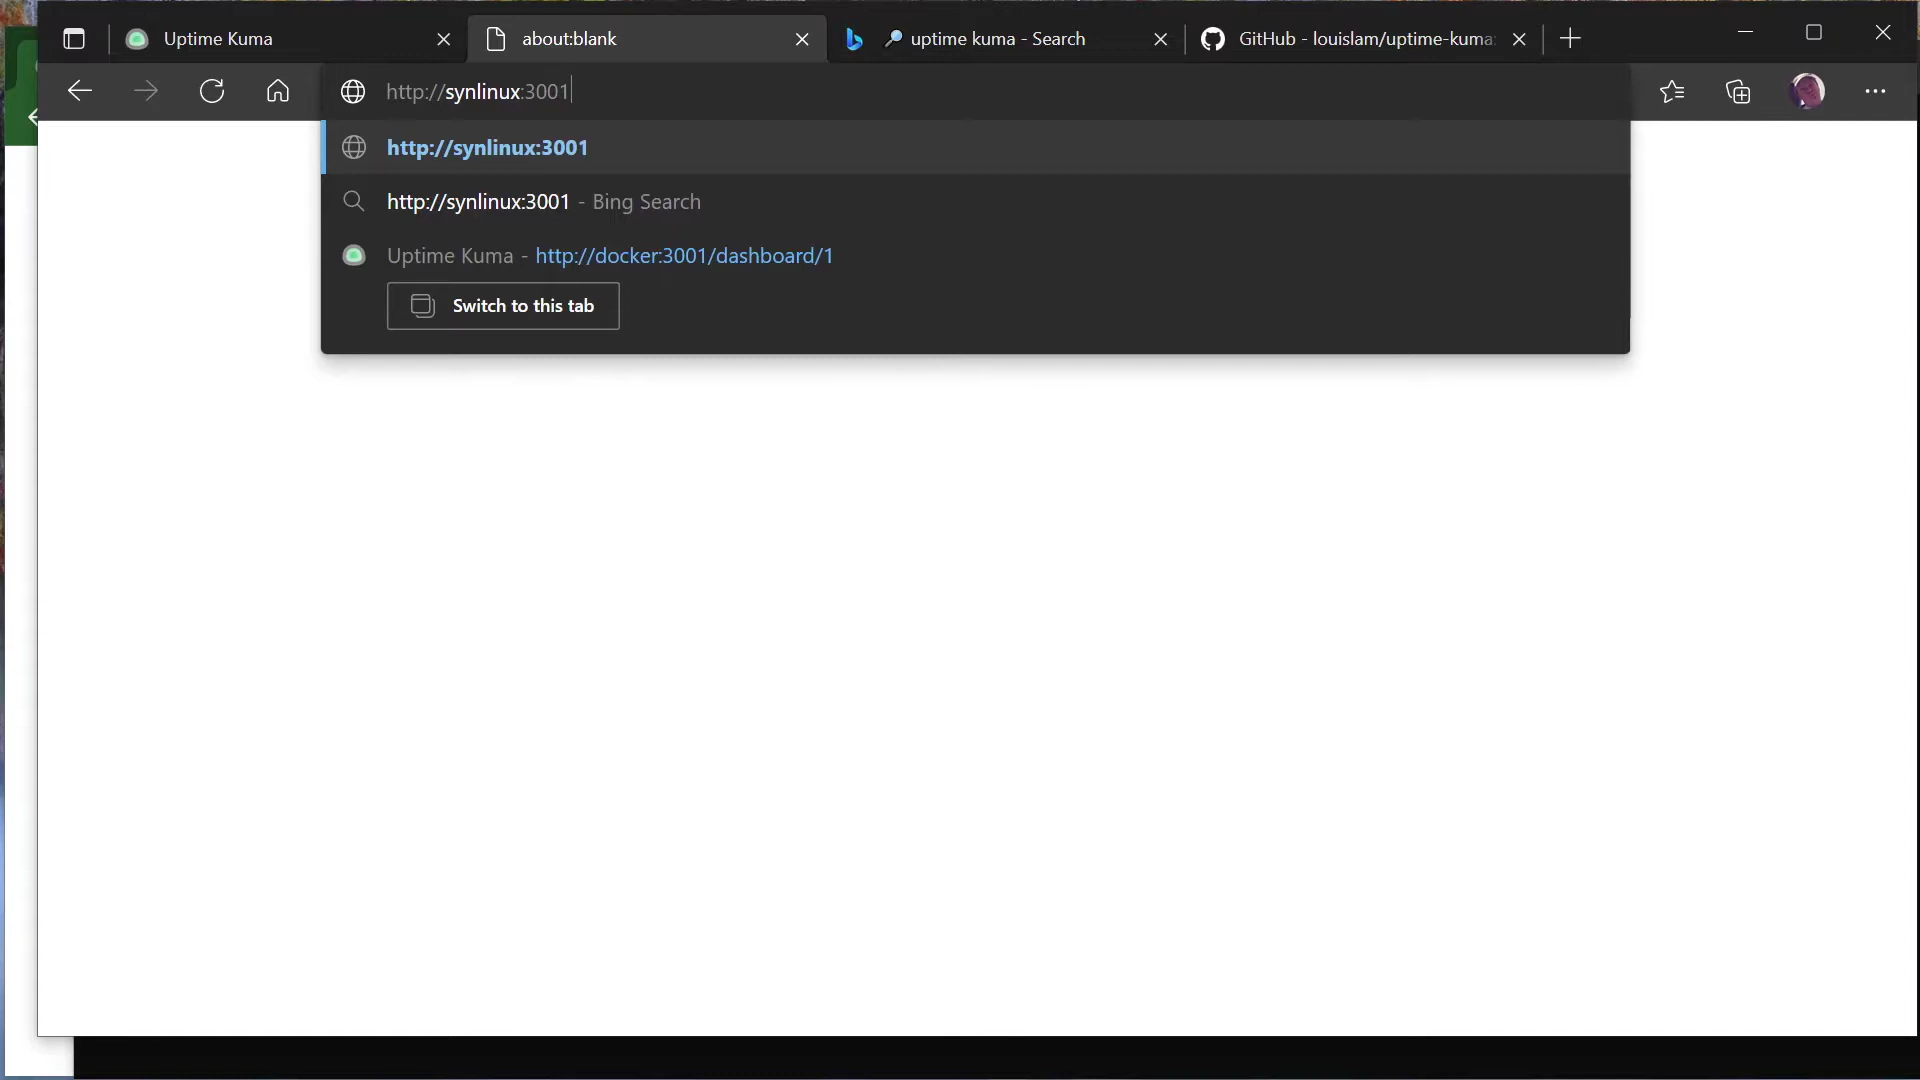 Uptime Kuma
about:blank
uptime kuma - Search
GitHub - louislam/uptime-kuma:
http://synlinux:3001
http://synlinux:3001
http://synlinux:3001 - Bing Search
Uptime Kuma - http://docker:3001/dashboard/1
Switch to this tab